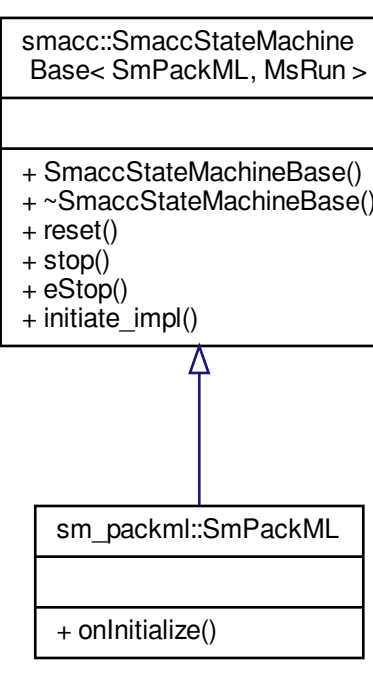 smacc::SmaccStateMachine
Base< SmPackML, MsRun >
+ SmaccStateMachineBase()
+ ~SmaccStateMachineBase()
+ reset()
+ stop()
+ eStop()
+ initiate_impl()
sm_packml::SmPackML
+ onInitialize()